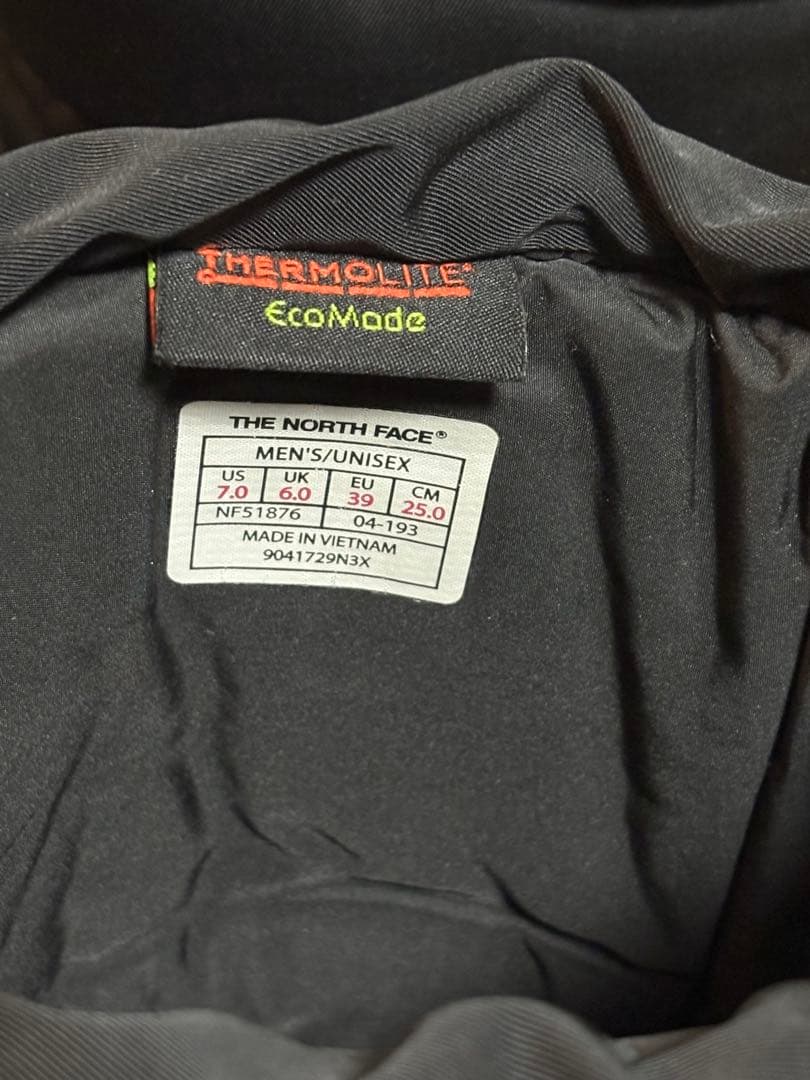 THERMOLITE®
EcoMade
THE NORTH FACE®
MEN'S/UNISEX
US UK EU CM
7.0 6.0 39 25.0
NF51876 04-193
MADE IN VIETNAM
9041729N3X